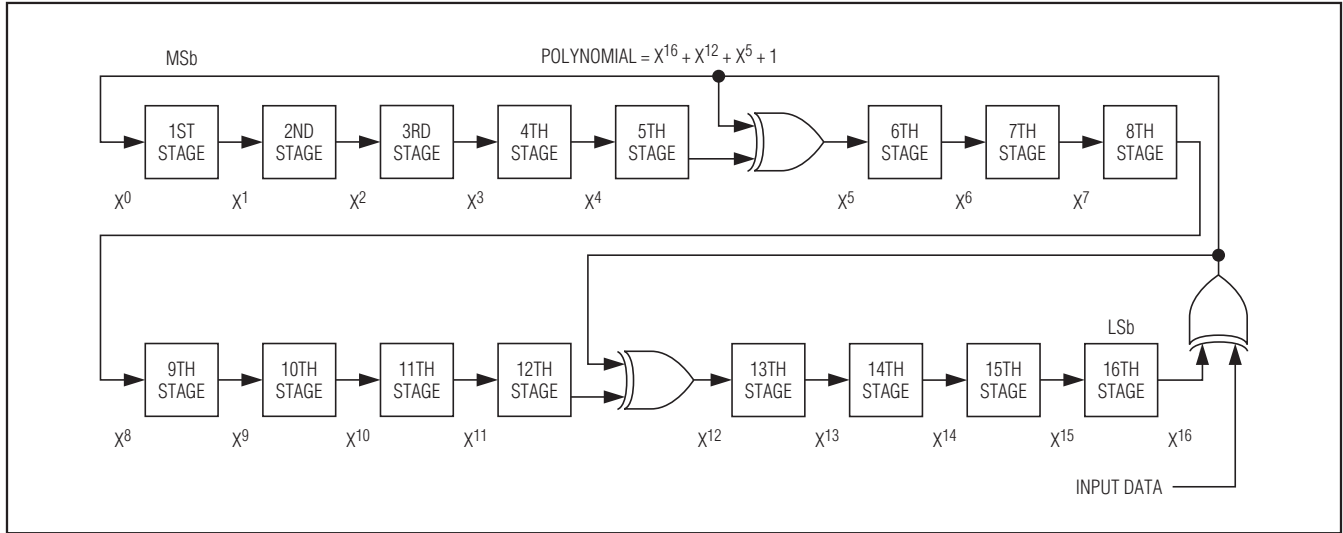 MSb
POLYNOMIAL = X16 + X12 + X5 + 1
1ST STAGE
2ND STAGE
3RD STAGE
4TH STAGE
5TH STAGE
6TH STAGE
7TH STAGE
8TH STAGE
X0 X1 X2 X3 X4 X5 X6 X7
LSb
9TH STAGE
10TH STAGE
11TH STAGE
12TH STAGE
13TH STAGE
14TH STAGE
15TH STAGE
16TH STAGE
X8 X9 X10 X11 X12 X13 X14 X15 X16
INPUT DATA